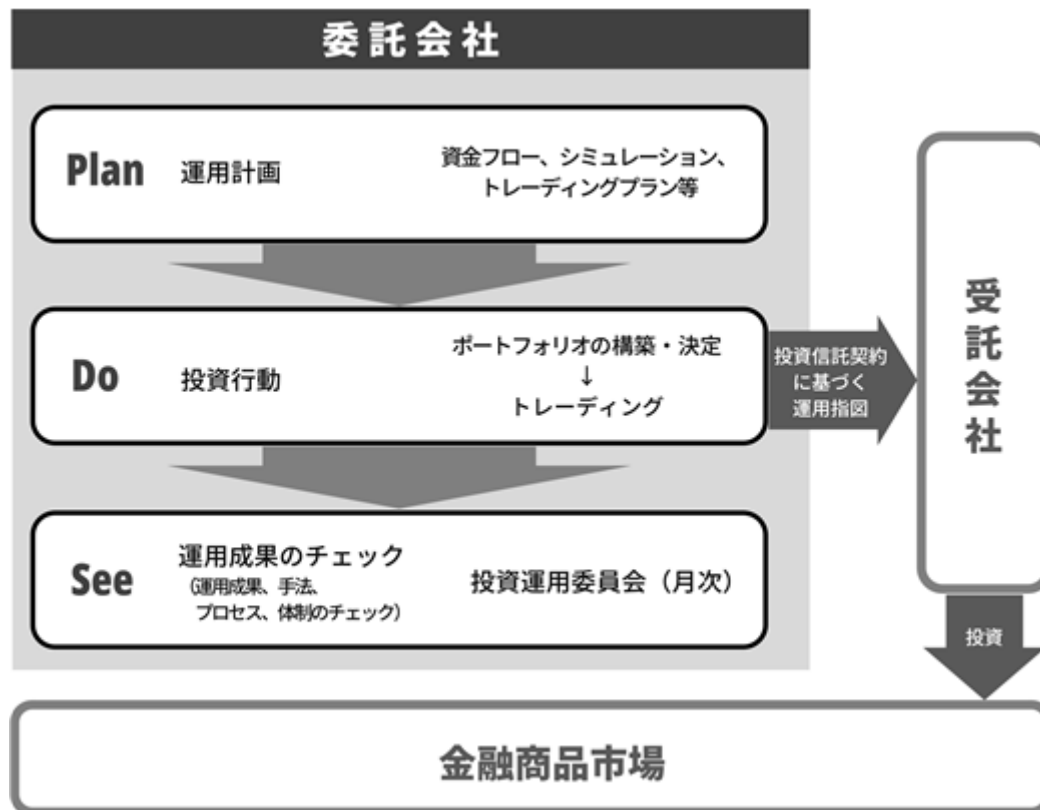 委託会社
Plan 運用計画
資金フロー、シミュレーション、
トレーディングプラン等
Do 投資行動
ポートフォリオの構築・決定
↓
トレーディング
投資信託契約
に基づく
運用指図
受託会社
See 運用成果のチェック
(運用成果、手法、
プロセス、体制のチェック)
投資運用委員会(月次)
投資
金融商品市場